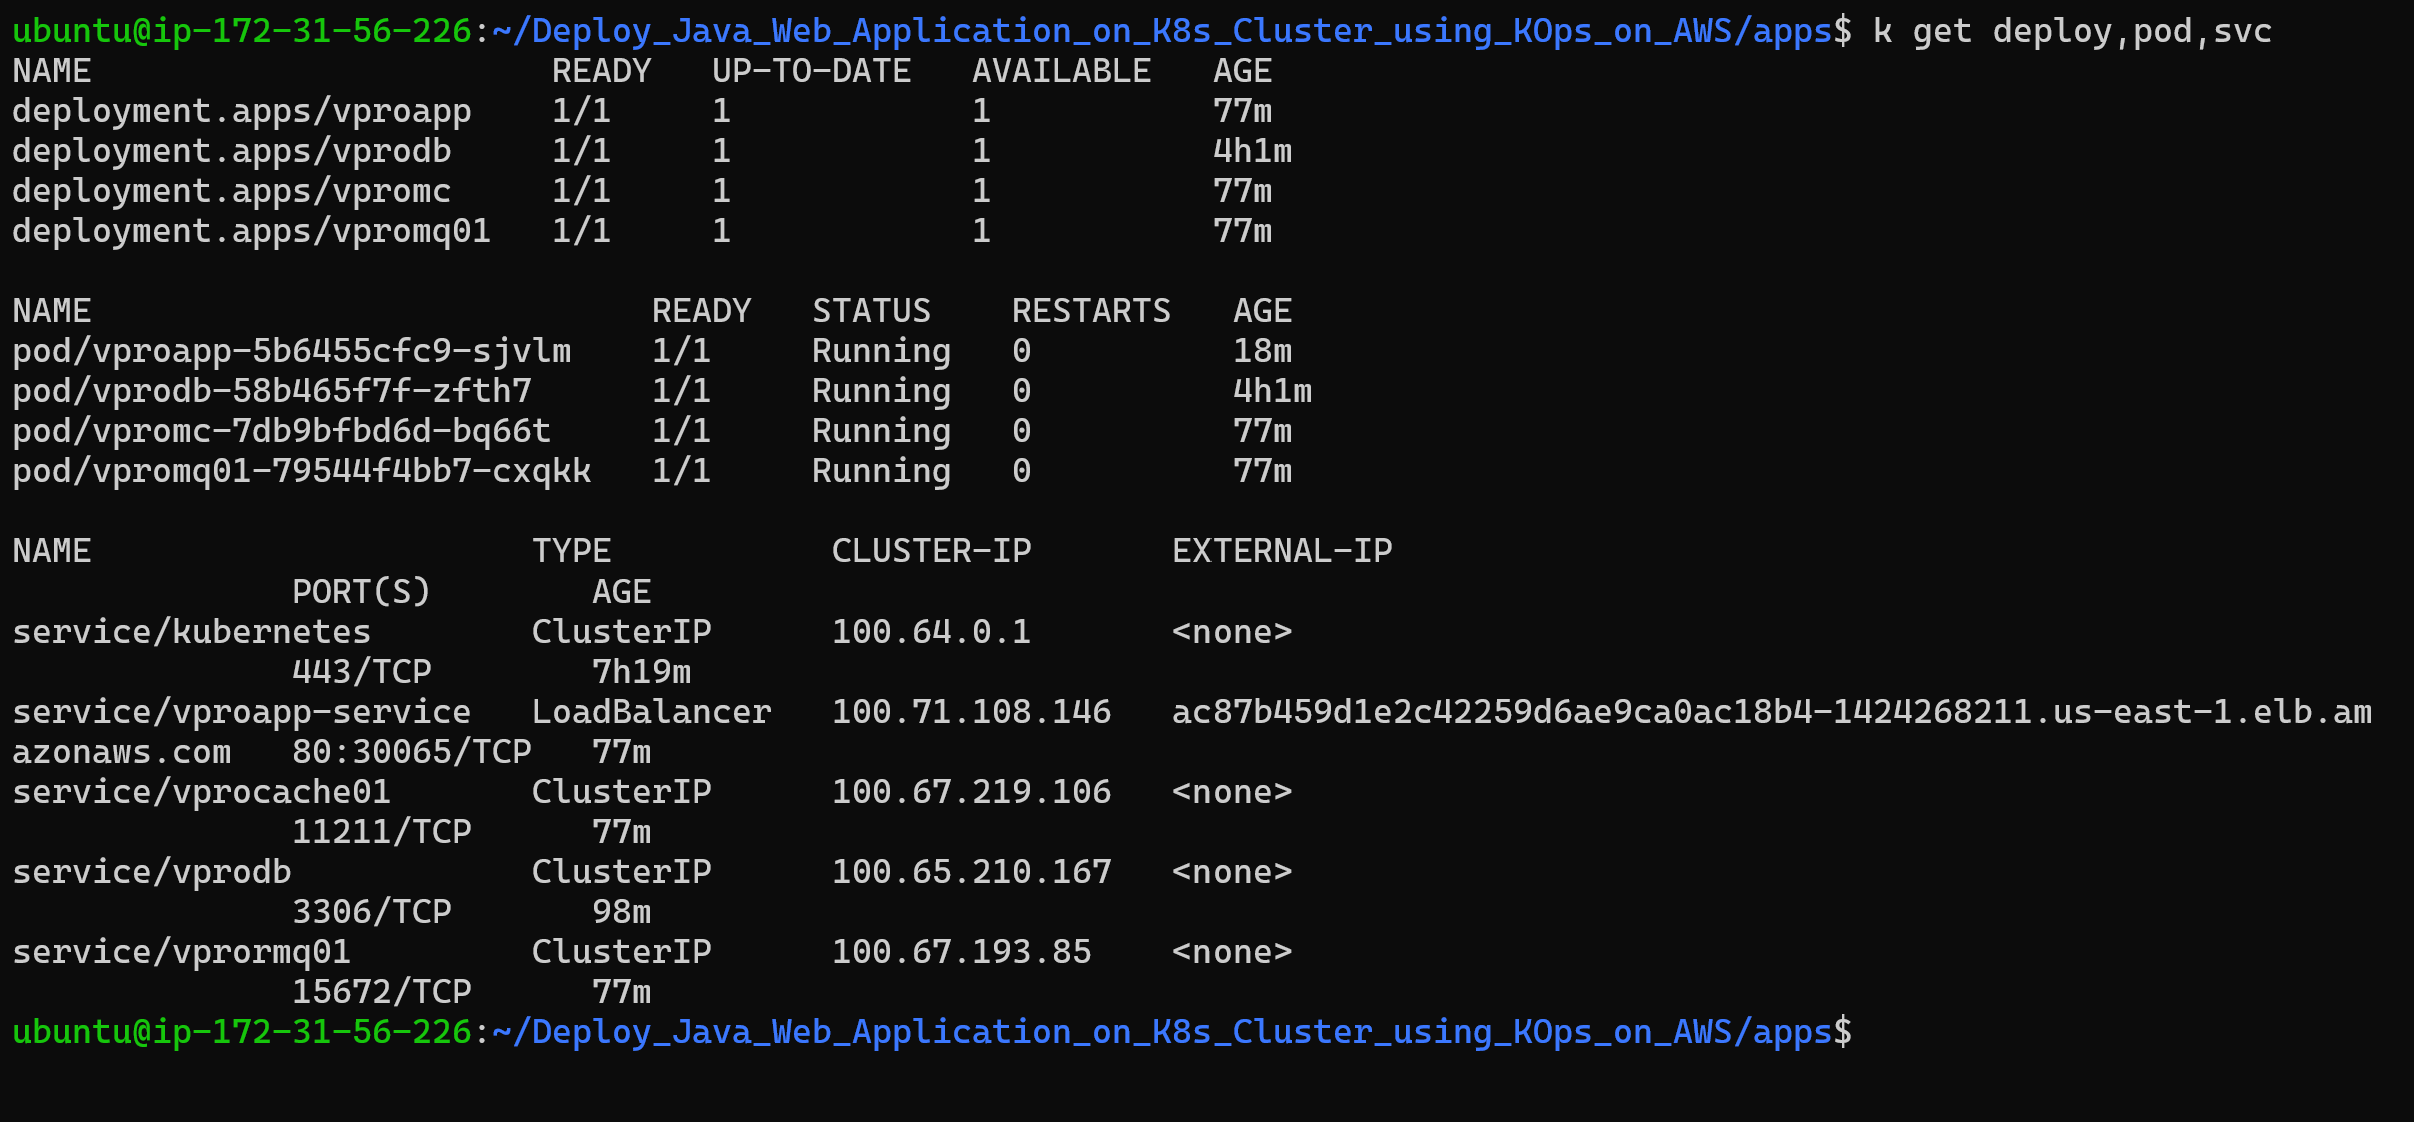 ubuntu@ip-172-31-56-226:~/Deploy_Java_Web_Application_on_K8s_Cluster_using_KOps_on_AWS/apps$ k get deploy,pod,svc
NAME                       READY   UP-TO-DATE   AVAILABLE   AGE
deployment.apps/vproapp    1/1     1            1           77m
deployment.apps/vprodb     1/1     1            1           4h1m
deployment.apps/vpromc     1/1     1            1           77m
deployment.apps/vpromq01   1/1     1            1           77m

NAME                            READY   STATUS    RESTARTS   AGE
pod/vproapp-5b6455cfc9-sjvlm    1/1     Running   0          18m
pod/vprodb-58b465f7f-zfth7      1/1     Running   0          4h1m
pod/vpromc-7db9bfbd6d-bq66t     1/1     Running   0          77m
pod/vpromq01-79544f4bb7-cxqkk   1/1     Running   0          77m

NAME                      TYPE           CLUSTER-IP       EXTERNAL-IP
              PORT(S)        AGE
service/kubernetes        ClusterIP      100.64.0.1       <none>
              443/TCP        7h19m
service/vproapp-service   LoadBalancer   100.71.108.146   ac87b459d1e2c42259d6ae9ca0ac18b4-1424268211.us-east-1.elb.am
azonaws.com   80:30065/TCP   77m
service/vprocache01       ClusterIP      100.67.219.106   <none>
              11211/TCP      77m
service/vprodb            ClusterIP      100.65.210.167   <none>
              3306/TCP       98m
service/vprormq01         ClusterIP      100.67.193.85    <none>
              15672/TCP      77m
ubuntu@ip-172-31-56-226:~/Deploy_Java_Web_Application_on_K8s_Cluster_using_KOps_on_AWS/apps$